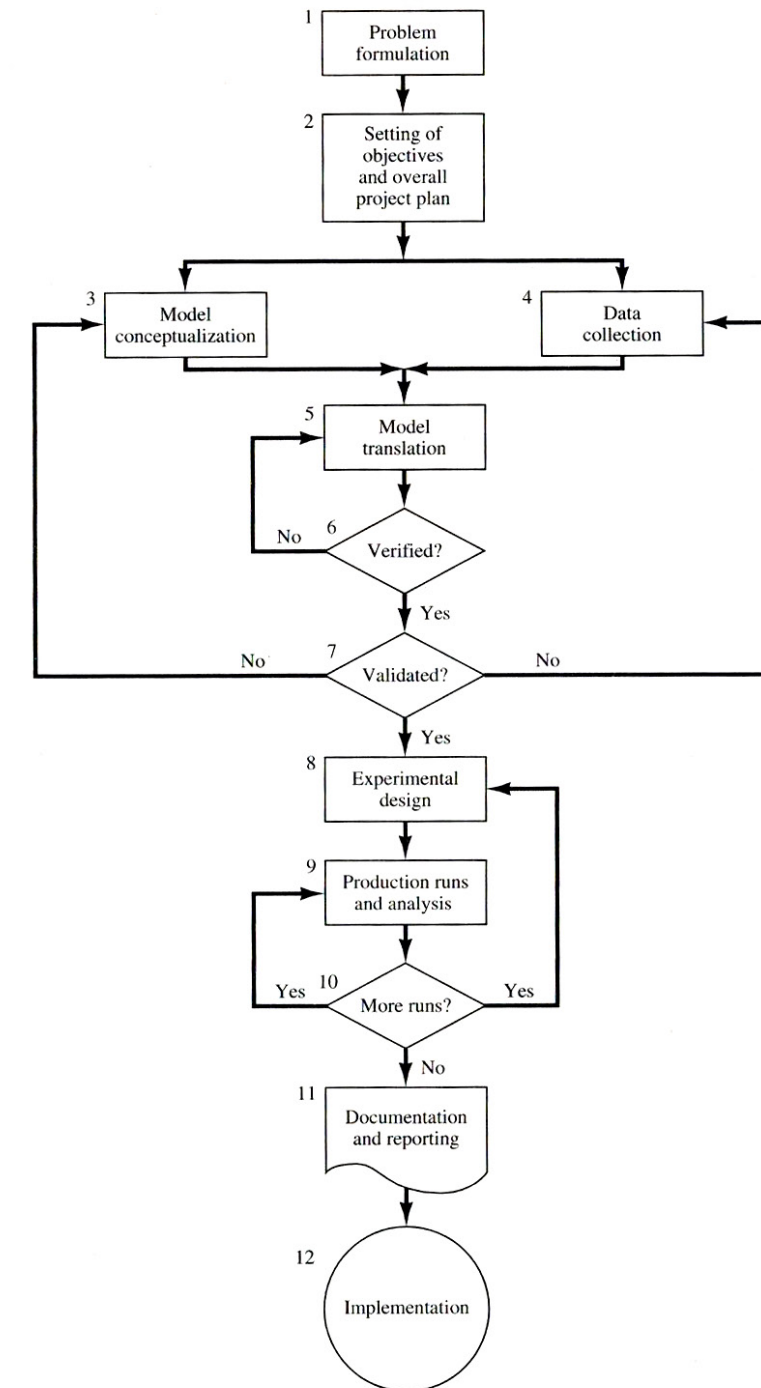 1
Problem
formulation
2
Setting of
objectives
and overall
project plan
3
Model
conceptualization
4
Data
collection
5
Model
translation
6
Verified?
No
Yes
7
Validated?
No
No
Yes
8
Experimental
design
9
Production runs
and analysis
10
More runs?
Yes
Yes
No
11
Documentation
and reporting
12
Implementation